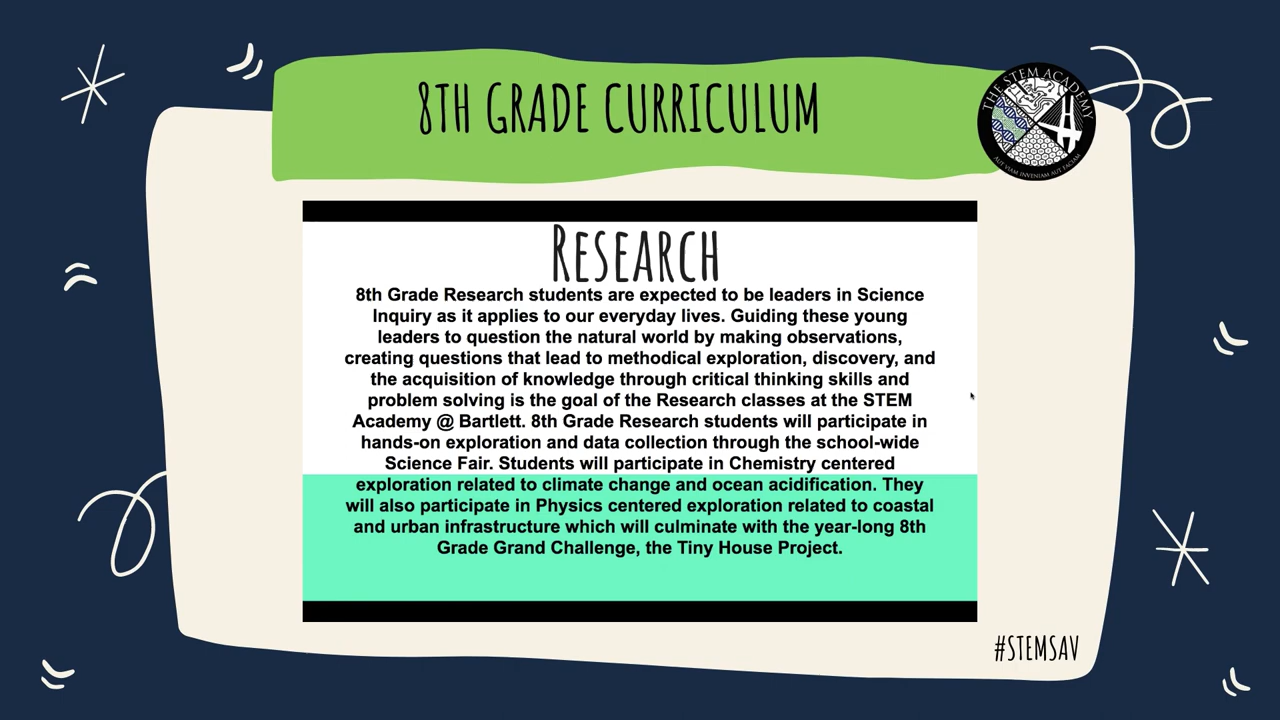 8TH GRADE CURRICULUM
THE STEM ACADEMY
AUT VIAM INVENIAM AUT FACIAM
RESEARCH
8th Grade Research students are expected to be leaders in Science
Inquiry as it applies to our everyday lives. Guiding these young
leaders to question the natural world by making observations,
creating questions that lead to methodical exploration, discovery, and
the acquisition of knowledge through critical thinking skills and
problem solving is the goal of the Research classes at the STEM
Academy @ Bartlett. 8th Grade Research students will participate in
hands-on exploration and data collection through the school-wide
Science Fair. Students will participate in Chemistry centered
exploration related to climate change and ocean acidification. They
will also participate in Physics centered exploration related to coastal
and urban infrastructure which will culminate with the year-long 8th
Grade Grand Challenge, the Tiny House Project.
#STEMSAV